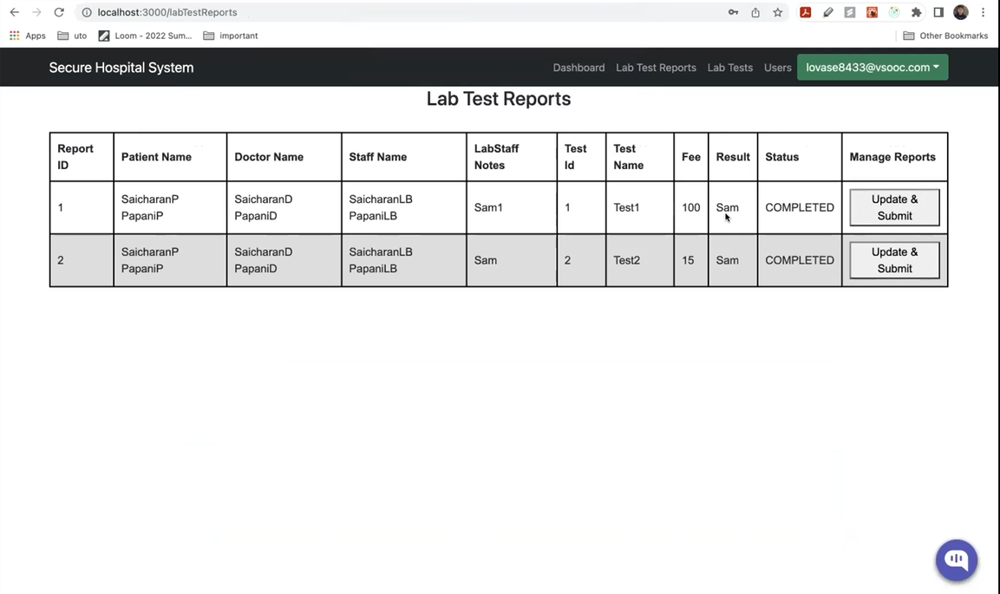 localhost:3000/labTestReports
Apps uto Loom - 2022 Sum... important Other Bookmarks
Secure Hospital System Dashboard Lab Test Reports Lab Tests Users lovase8433@vsooc.com
Lab Test Reports
Report ID Patient Name Doctor Name Staff Name LabStaff Notes Test Id Test Name Fee Result Status Manage Reports
1 SaicharanP PapaniP SaicharanD PapaniD SaicharanLB PapaniLB Sam1 1 Test1 100 Sam COMPLETED Update & Submit
2 SaicharanP PapaniP SaicharanD PapaniD SaicharanLB PapaniLB Sam 2 Test2 15 Sam COMPLETED Update & Submit